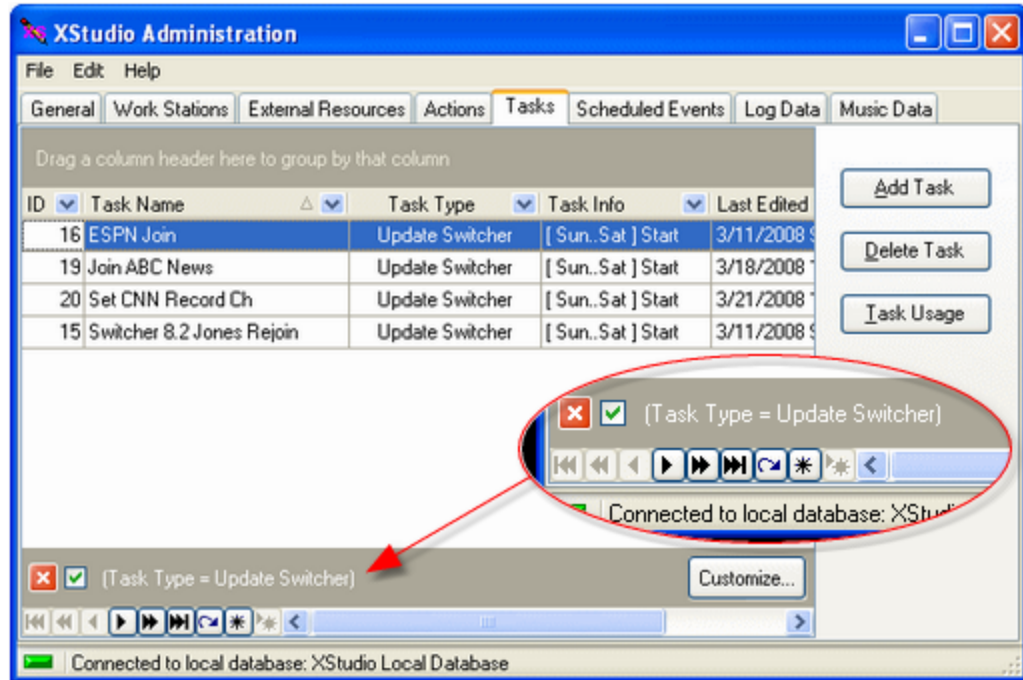 XStudio Administration
File Edit Help
General Work Stations External Resources Actions Tasks Scheduled Events Log Data Music Data
Drag a column header here to group by that column
ID Task Name Task Type Task Info Last Edited
16 ESPN Join Update Switcher [ Sun..Sat ] Start 3/11/2008
19 Join ABC News Update Switcher [ Sun..Sat ] Start 3/18/2008
20 Set CNN Record Ch Update Switcher [ Sun..Sat ] Start 3/21/2008
15 Switcher 8.2 Jones Rejoin Update Switcher [ Sun..Sat ] Start 3/11/2008
Add Task
Delete Task
Task Usage
(Task Type = Update Switcher)
Connected to local database: XStudio
(Task Type = Update Switcher)
Customize...
Connected to local database: XStudio Local Database